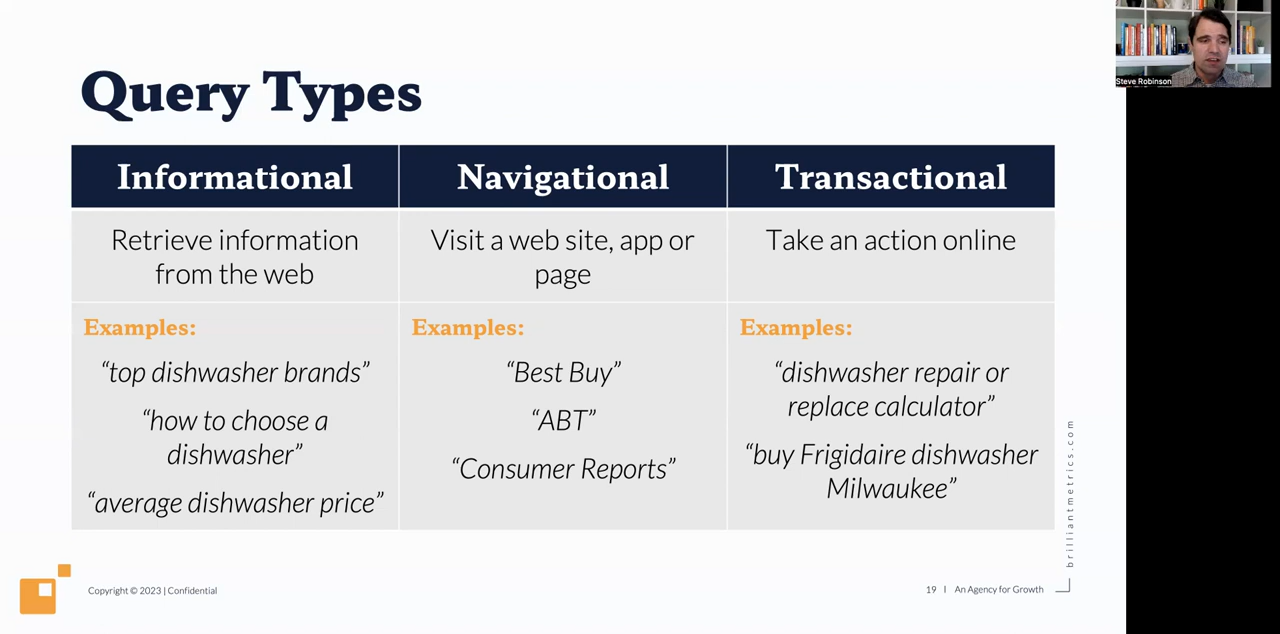 Query Types
Informational
Navigational
Transactional
Retrieve information
from the web
Visit a web site, app or
page
Take an action online
Examples:
“top dishwasher brands”
“how to choose a
dishwasher”
“average dishwasher price”
Examples:
“Best Buy”
“ABT”
“Consumer Reports”
Examples:
“dishwasher repair or
replace calculator”
“buy Frigidaire dishwasher
Milwaukee”
brilliantmetrics.com
Copyright © 2023 | Confidential
19 | An Agency for Growth
Steve Robinson